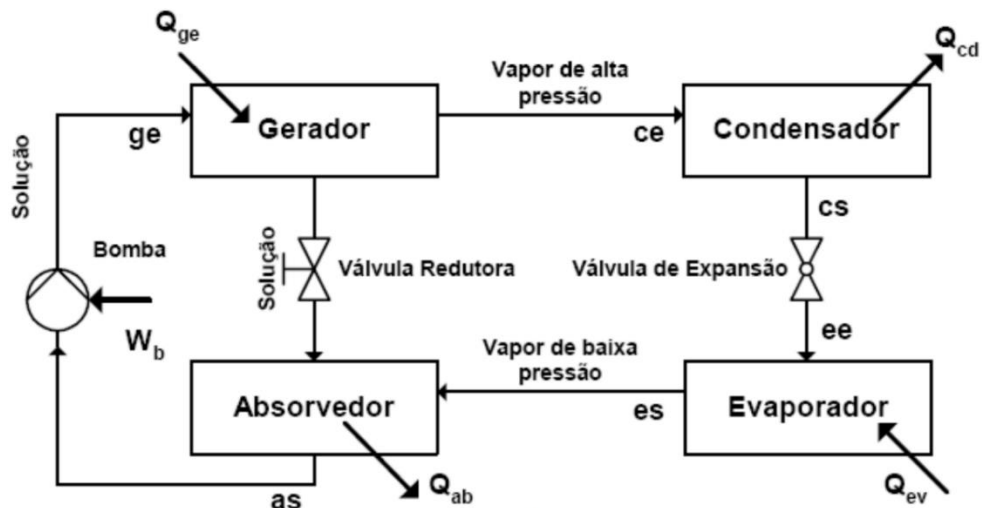 Q_ge
Q_cd
Vapor de alta
pressão
Gerador
Condensador
ge
ce
cs
Solução
Bomba
Solução
Válvula Redutora
Válvula de Expansão
W_b
ee
Vapor de baixa
pressão
Absorvedor
Evaporador
es
as
Q_ab
Q_ev